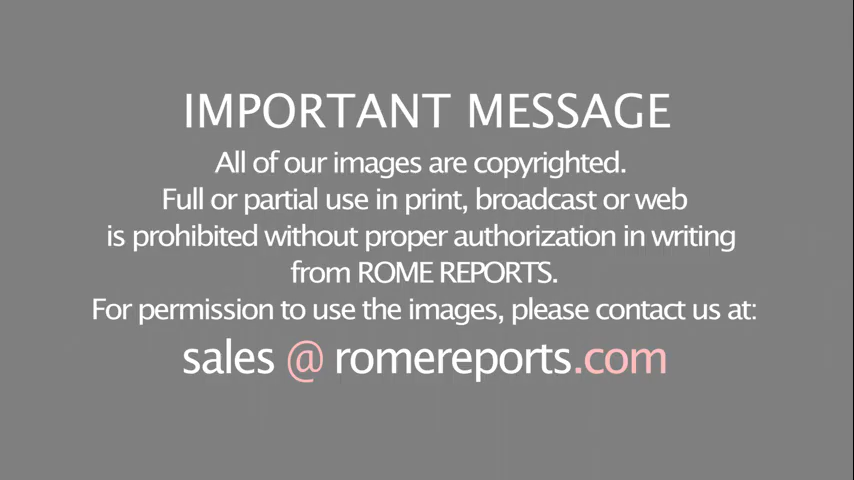 IMPORTANT MESSAGE
All of our images are copyrighted.
Full or partial use in print, broadcast or web
is prohibited without proper authorization in writing
from ROME REPORTS.
For permission to use the images, please contact us at:
sales @ romereports.com